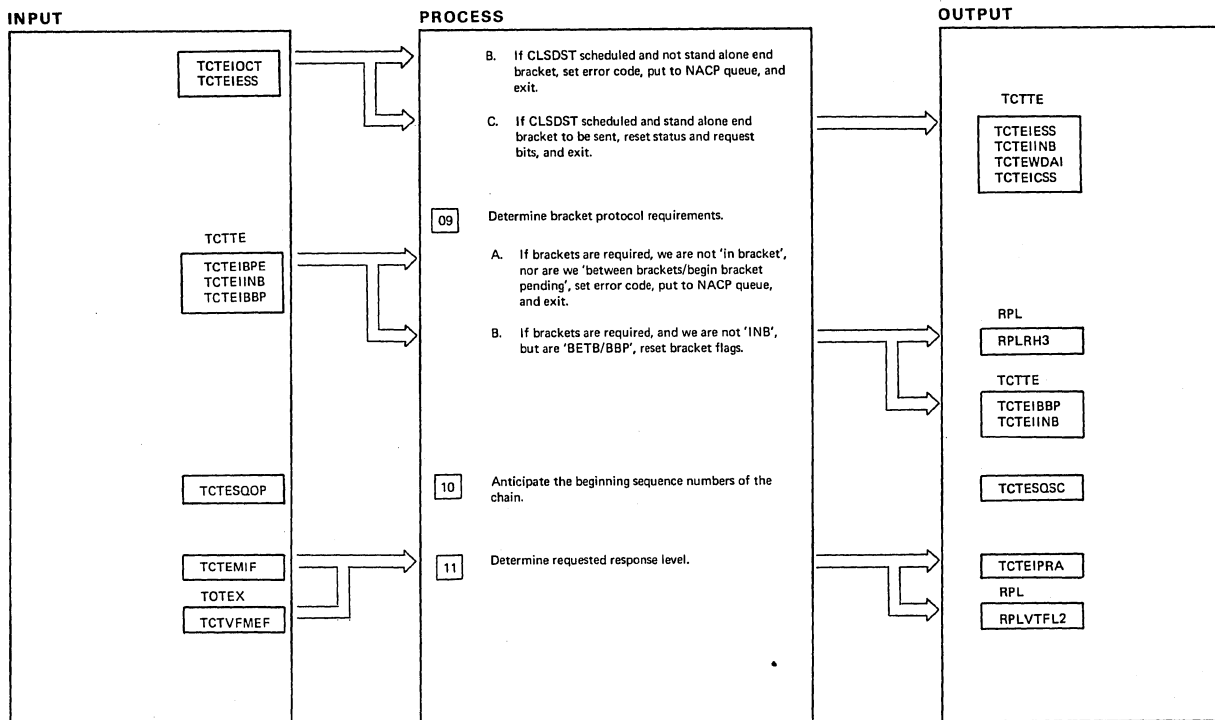 INPUT
PROCESS
OUTPUT
TCTEIOCT
TCTEIESS
B. If CLSDST scheduled and not stand alone end
bracket, set error code, put to NACP queue, and
exit.
C. If CLSDST scheduled and stand alone end
bracket to be sent, reset status and request
bits, and exit.
TCTTE
TCTEIESS
TCTEIINB
TCTEWDAI
TCTEICSS
09 Determine bracket protocol requirements.
TCTTE
TCTEIBPE
TCTEIINB
TCTEIBBP
A. If brackets are required, we are not 'in bracket',
nor are we 'between brackets/begin bracket
pending', set error code, put to NACP queue,
and exit.
B. If brackets are required, and we are not 'INB',
but are 'BETB/BBP', reset bracket flags.
RPL
RPLRH3
TCTTE
TCTEIBBP
TCTEIINB
TCTESQOP
10 Anticipate the beginning sequence numbers of the
chain.
TCTESQSC
TCTEMIF
TOTEX
TCTVFMEF
11 Determine requested response level.
TCTEIPRA
RPL
RPLVTFL2